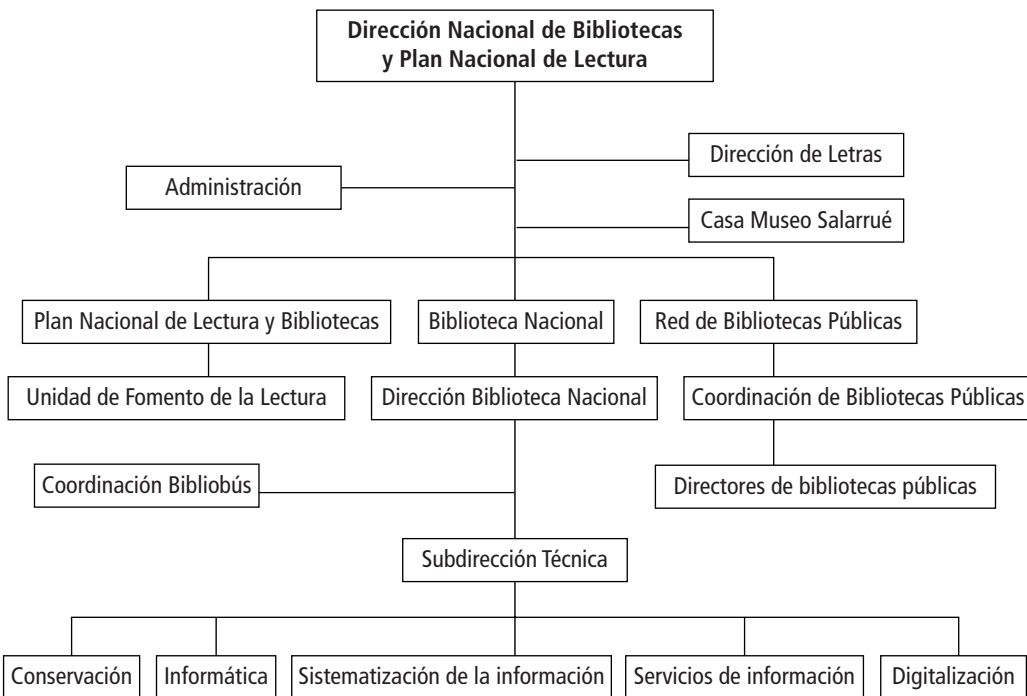 Dirección Nacional de Bibliotecas
y Plan Nacional de Lectura
Dirección de Letras
Administración
Casa Museo Salarrué
Plan Nacional de Lectura y Bibliotecas
Biblioteca Nacional
Red de Bibliotecas Públicas
Unidad de Fomento de la Lectura
Dirección Biblioteca Nacional
Coordinación de Bibliotecas Públicas
Coordinación Bibliobús
Directores de bibliotecas públicas
Subdirección Técnica
Conservación
Informática
Sistematización de la información
Servicios de información
Digitalización